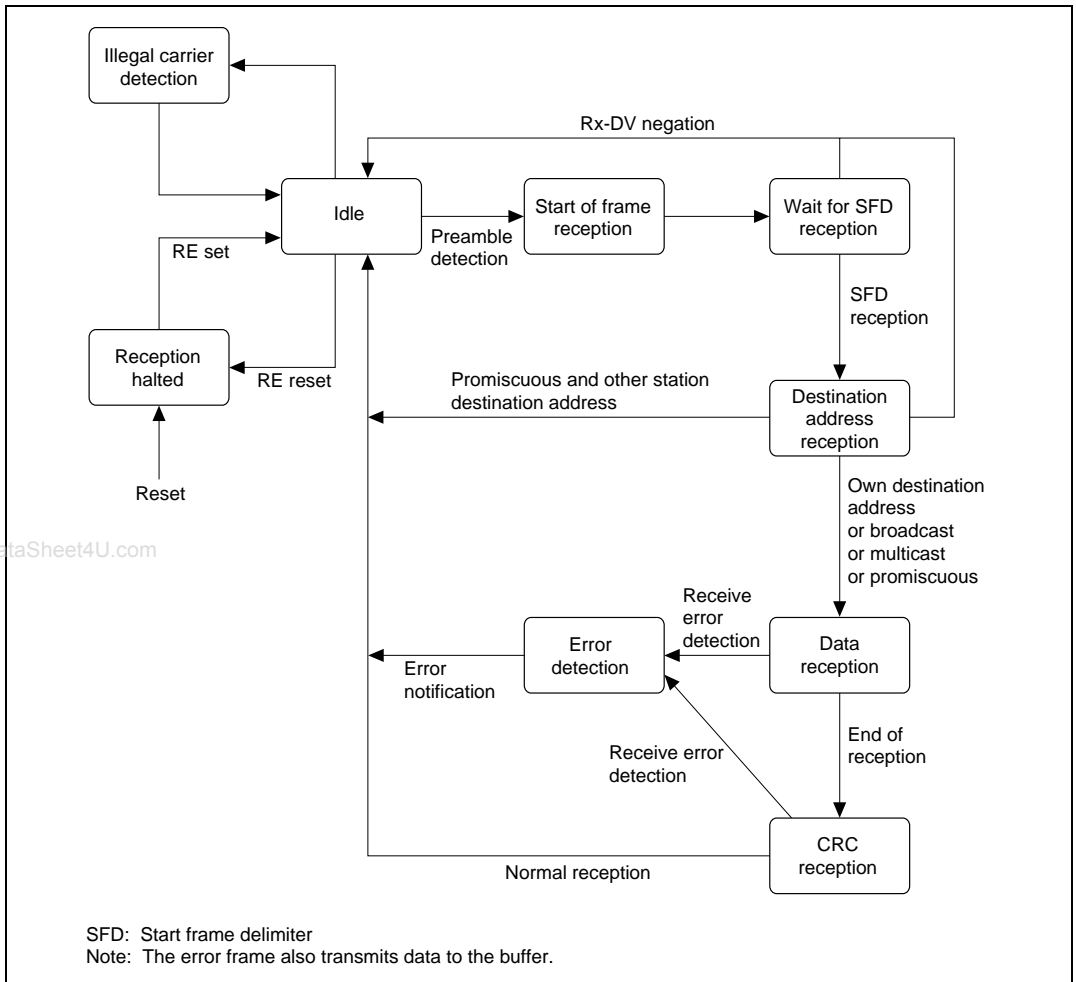 Illegal carrier
detection
Rx-DV negation
Idle
Start of frame
reception
Wait for SFD
reception
Preamble
detection
RE set
SFD
reception
Reception
halted
RE reset
Promiscuous and other station
destination address
Destination
address
reception
Reset
Own destination
address
or broadcast
or multicast
or promiscuous
ataSheet4U.com
Receive
error
detection
Error
detection
Data
reception
Error
notification
End of
reception
Receive error
detection
CRC
reception
Normal reception
SFD: Start frame delimiter
Note: The error frame also transmits data to the buffer.